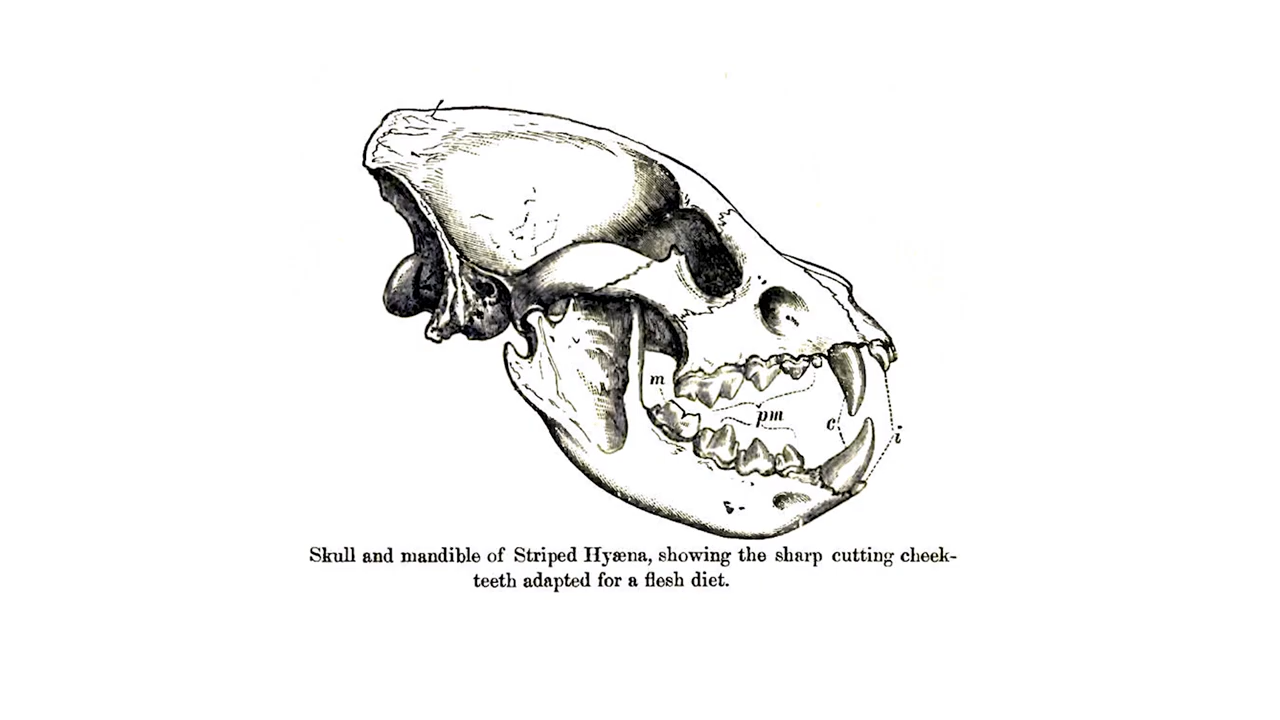 m
pm
c
i
Skull and mandible of Striped Hyæna, showing the sharp cutting cheek-
teeth adapted for a flesh diet.